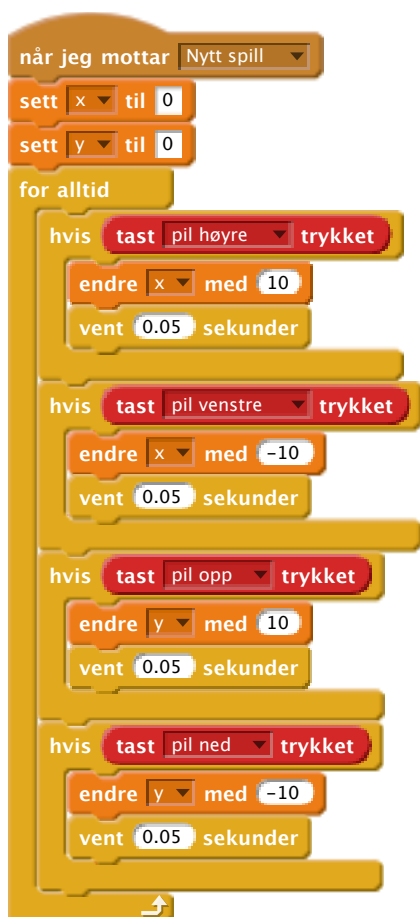 når jeg mottar Nytt spill
sett x til 0
sett y til 0
for alltid
hvis tast pil høyre trykket
endre x med 10
vent 0.05 sekunder
hvis tast pil venstre trykket
endre x med -10
vent 0.05 sekunder
hvis tast pil opp trykket
endre y med 10
vent 0.05 sekunder
hvis tast pil ned trykket
endre y med -10
vent 0.05 sekunder